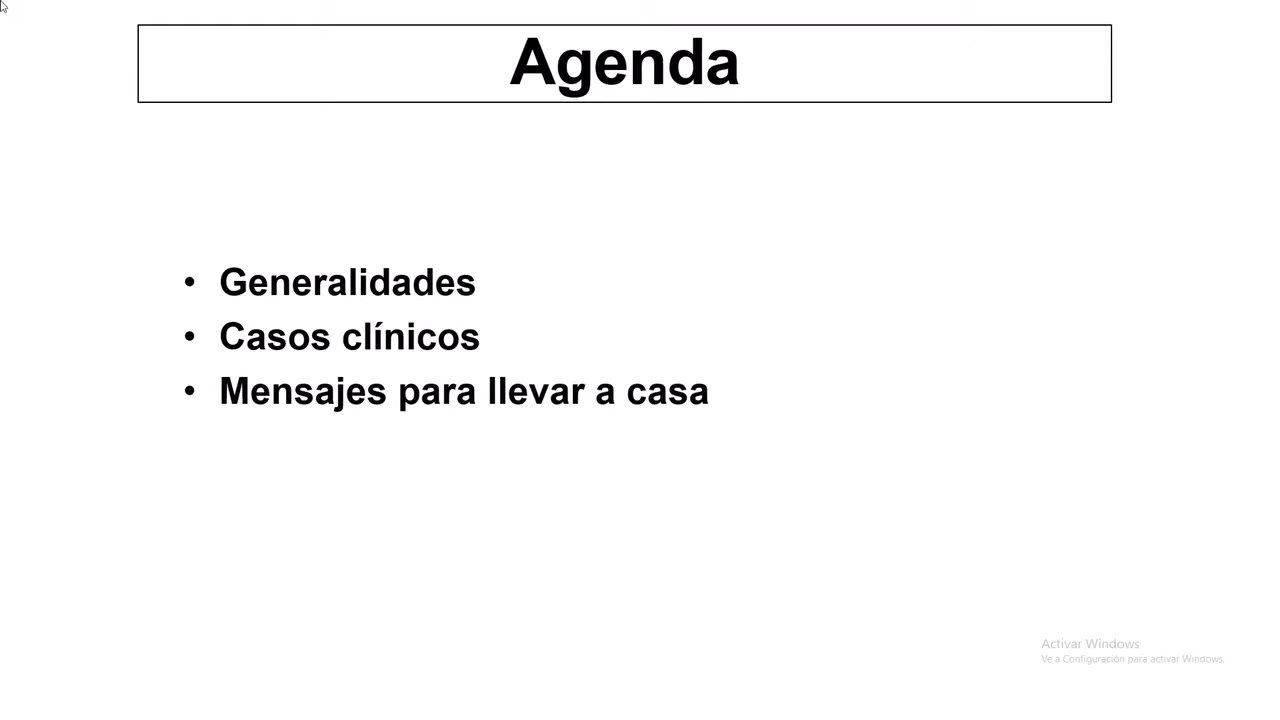 Agenda
• Generalidades
• Casos clínicos
• Mensajes para llevar a casa
Activar Windows
Ve a Configuración para activar Windows.